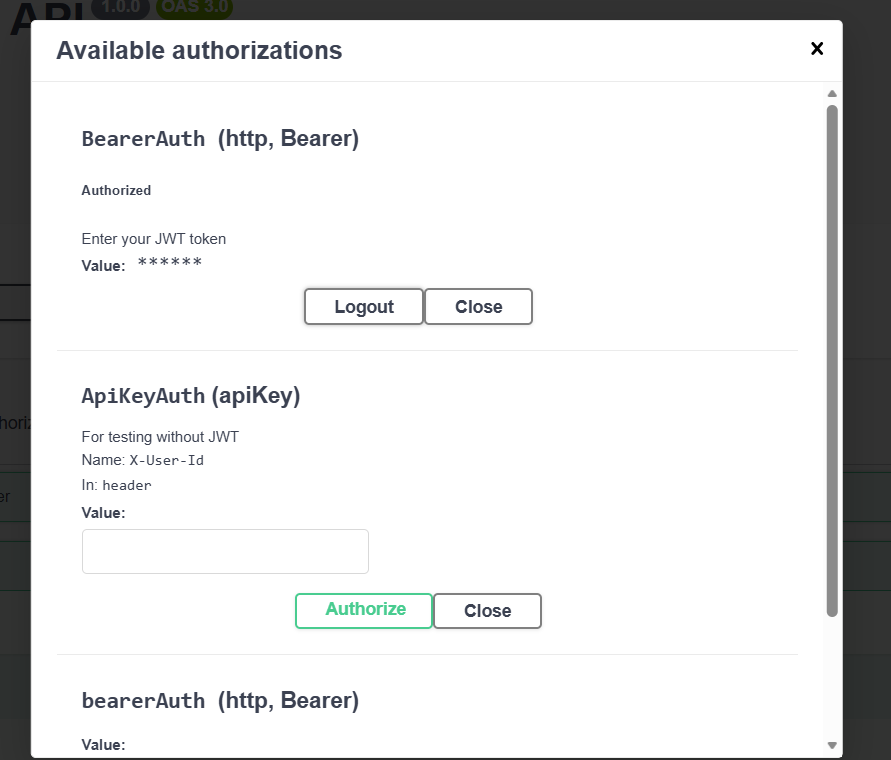 API 1.0.0 OAS 3.0
Available authorizations
BearerAuth (http, Bearer)
Authorized
Enter your JWT token
Value: ******
Logout Close
ApiKeyAuth (apiKey)
For testing without JWT
Name: X-User-Id
In: header
Value:
Authorize Close
bearerAuth (http, Bearer)
Value: